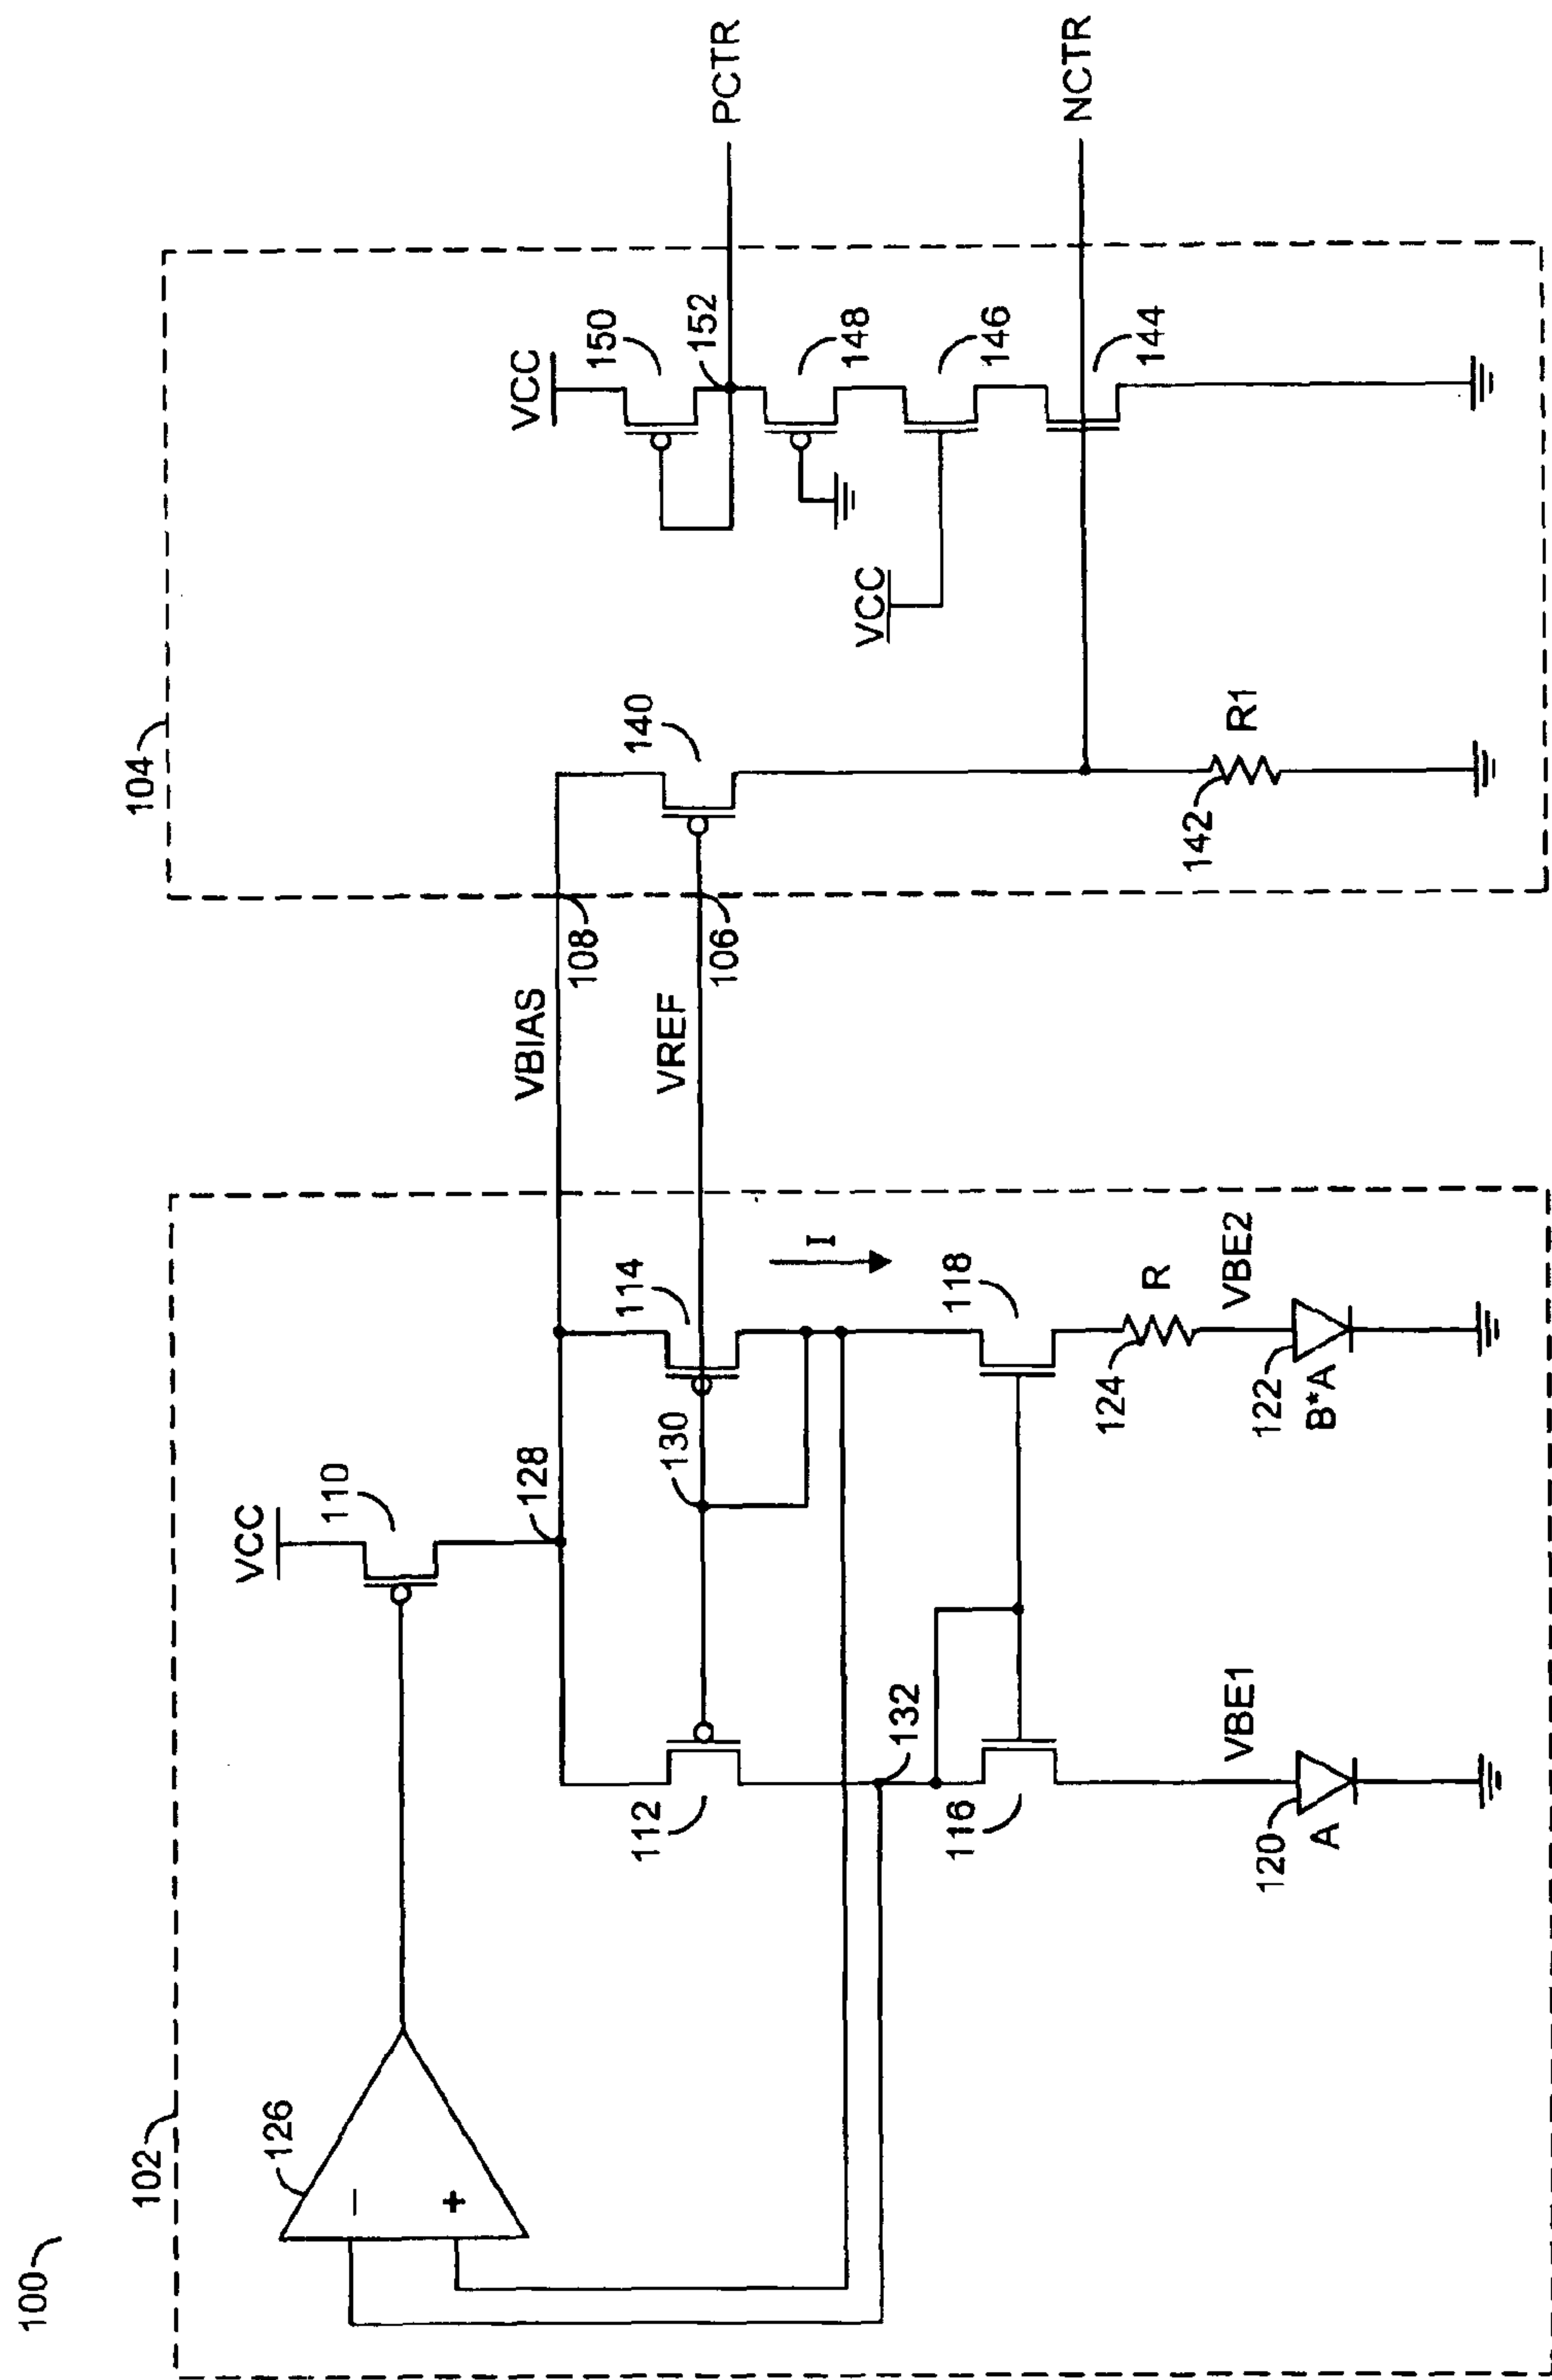 100
102
104
126
VCC
110
128
VBIAS
108
VREF
106
130
112
114
I
132
116
118
VBE1
120
A
124
R
VBE2
122
B*A
140
142
R1
VCC
150
152
PCTR
148
VCC
146
NCTR
144
−
+